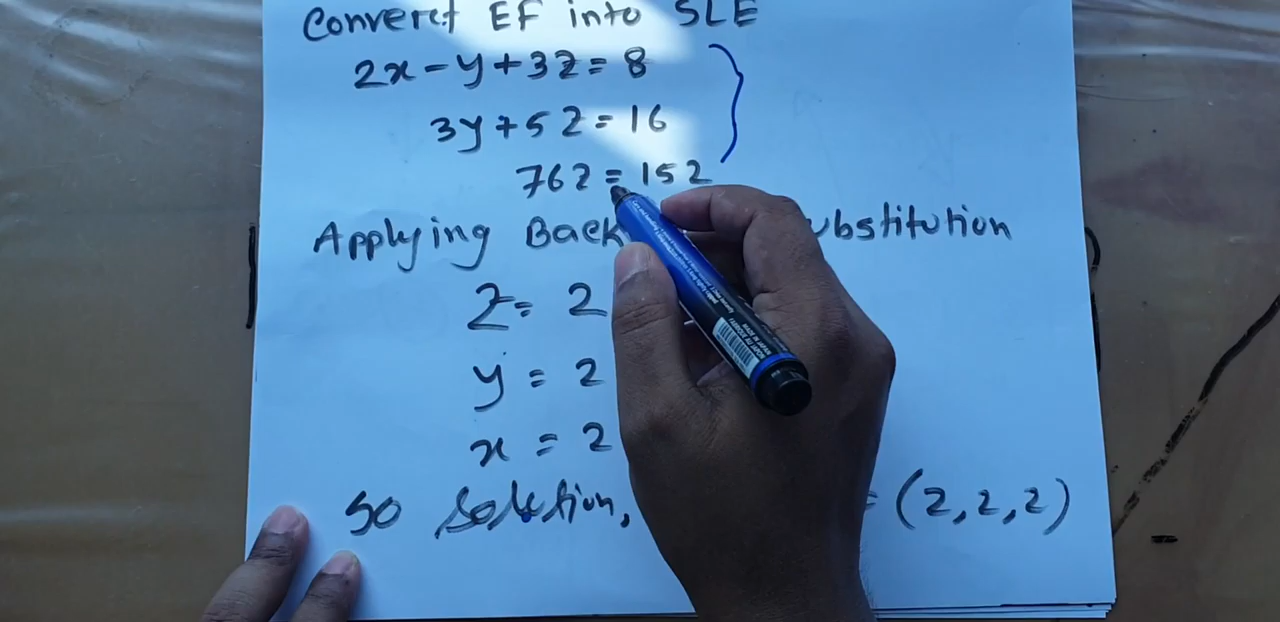 Converet EF into SLE
2x-y+3z=8
3y+5z=16
76z=152
Applying Back ubstitution
z= 2
y = 2
x = 2
so solution, = (2,2,2)